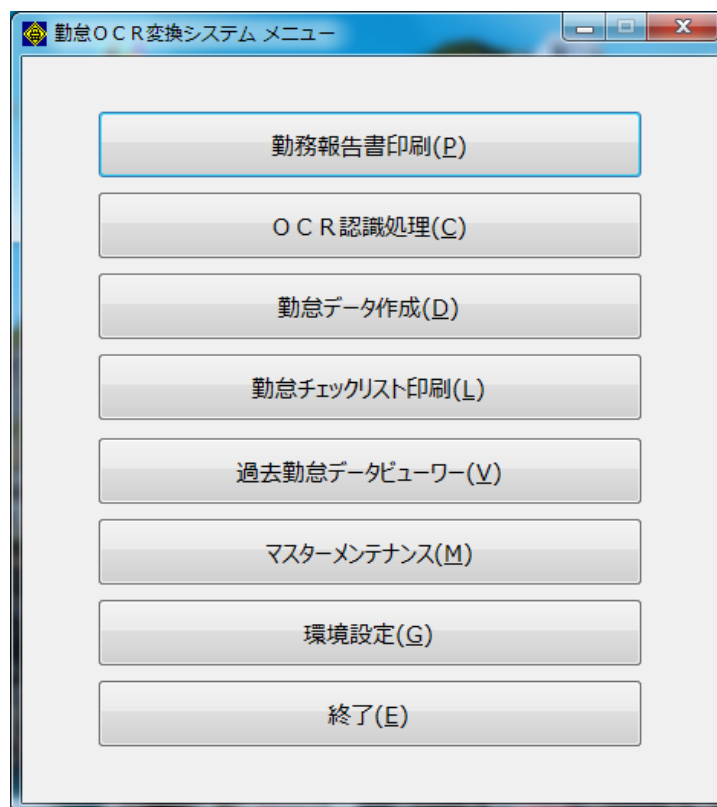 勤怠ＯＣＲ変換システム メニュー
勤務報告書印刷(P)
ＯＣＲ認識処理(C)
勤怠データ作成(D)
勤怠チェックリスト印刷(L)
過去勤怠データビューワー(V)
マスターメンテナンス(M)
環境設定(G)
終了(E)